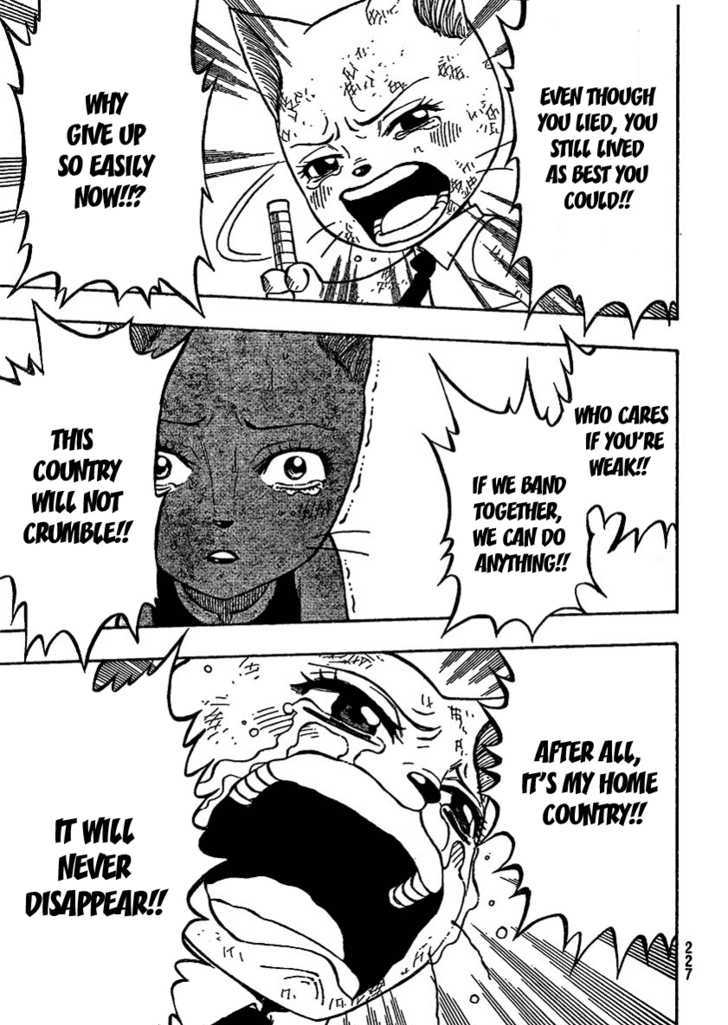 EVEN THOUGH
YOU LIED, YOU
STILL LIVED
AS BEST YOU
COULD!!
WHY
GIVE UP
SO EASILY
NOW!!?
WHO CARES
IF YOU'RE
WEAK!!
IF WE BAND
TOGETHER,
WE CAN DO
ANYTHING!!
THIS
COUNTRY
WILL NOT
CRUMBLE!!
AFTER ALL,
IT'S MY HOME
COUNTRY!!
IT WILL
NEVER
DISAPPEAR!!
227